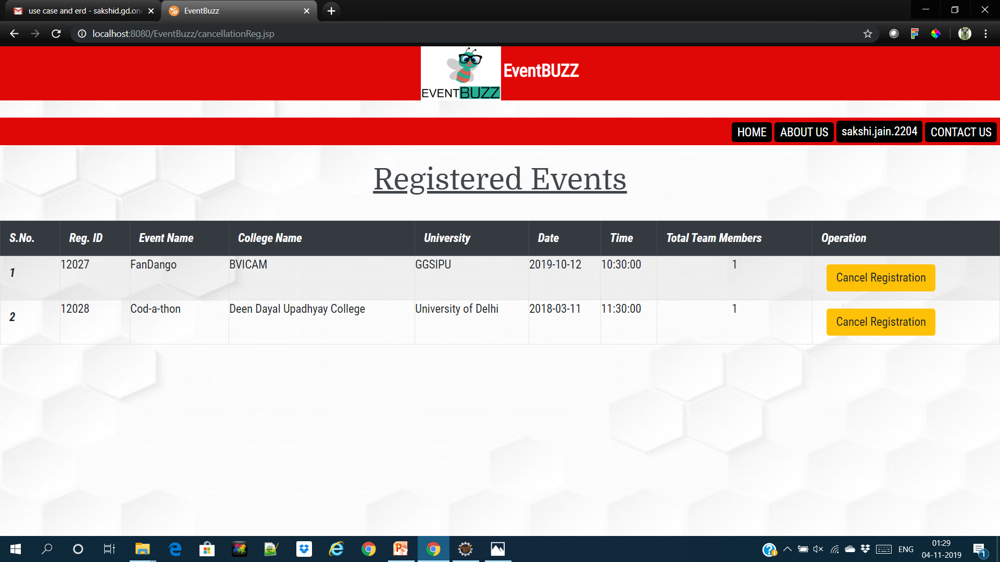 use case and erd - sakshid.gd.on
EventBuzz
localhost:8080/EventBuzz/cancellationReg.jsp
EVENTBUZZ
EventBUZZ
HOME ABOUT US sakshi.jain.2204 CONTACT US
Registered Events
S.No. Reg. ID Event Name College Name University Date Time Total Team Members Operation
1 12027 FanDango BVICAM GGSIPU 2019-10-12 10:30:00 1 Cancel Registration
2 12028 Cod-a-thon Deen Dayal Upadhyay College University of Delhi 2018-03-11 11:30:00 1 Cancel Registration
ENG
01:29
04-11-2019
1